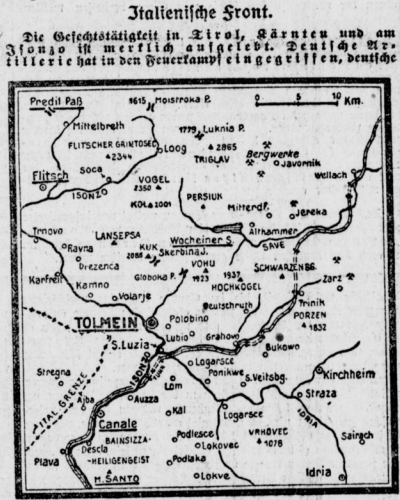 Italienische Front.
Die Gefechtstätigkeit in Tirol, Kärnten und am
Isonzo ist merklich aufgelebt. Deutsche Ar-
tillerie hat in den Feuerkampf eingegriffen, deutsche
Predil Paß
1615 Moistroka P.
0 5 10 Km.
Mittelbreth
1779 Luknia P.
FLITSCHER GRINTOSED
2344
Loog
2865
TRIGLAV
Bergwerke
Javornik
Flitsch
Soca
VOGEL
2350
Wellach
ISONZO
KOL 2001
PERSIUK
Mitterdf.
Jereka
Althammer
SAVE
Trnovo
LANSEPSA
Wocheiner S.
Ravna
KUK
2086
Skerbina J.
Drezenca
VOHU
1923
1937
HOCHKOGEL
SCHWARZENBG.
Karfreit
Kamno
Globoka P.
Zarz
Volarje
Deutschruth
Trinik
PORZEN
1632
TOLMEIN
Polobino
Lubio
Grahovo
S. Luzia
Bukowo
Stregna
ISONZO
Logarsce
Ponikwe
Kirchheim
ITAL GRENZE
Lom
S. Veitsbg.
Ajba
Auzza
Logarsce
Straza
IDRIA
Canale
Kal
VRHOVEC
1078
BAINSIZZA-
HEILIGENGEIST
Podlesce
Lokovec
Sairach
Plava
Descla
Podlaka
M. SANTO
Lokve
Idria